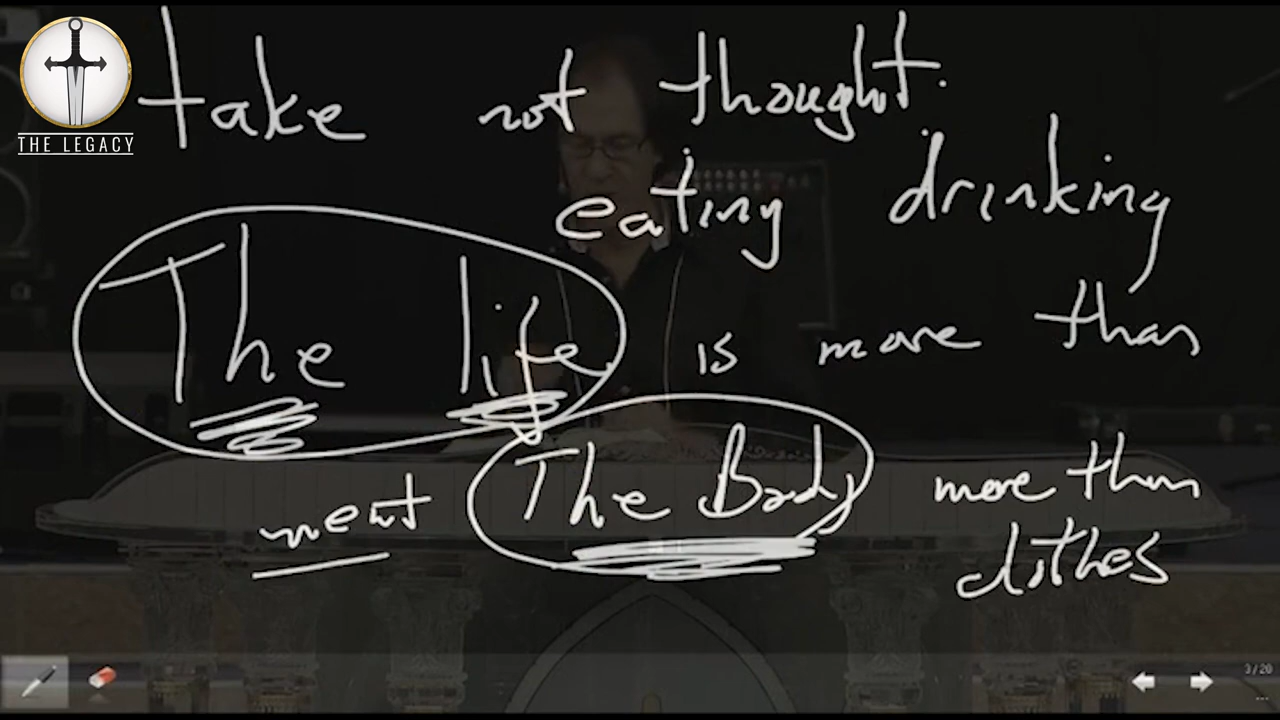 THE LEGACY
take not thought.
eating drinking
The life is more than
meat The Body more than
clothes
3/20